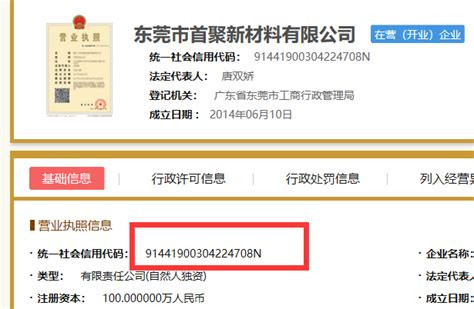 营业执照
东莞市首聚新材料有限公司 在营（开业）企业
统一社会信用代码： 91441900304224708N
法定代表人： 唐双娇
登记机关： 广东省东莞市工商行政管理局
成立日期： 2014年06月10日
基础信息 行政许可信息 行政处罚信息 列入经营异
营业执照信息
· 统一社会信用代码： 91441900304224708N · 企业名称：
· 类型： 有限责任公司(自然人独资) · 法定代表人
· 注册资本： 100.000000万人民币 · 成立日期：